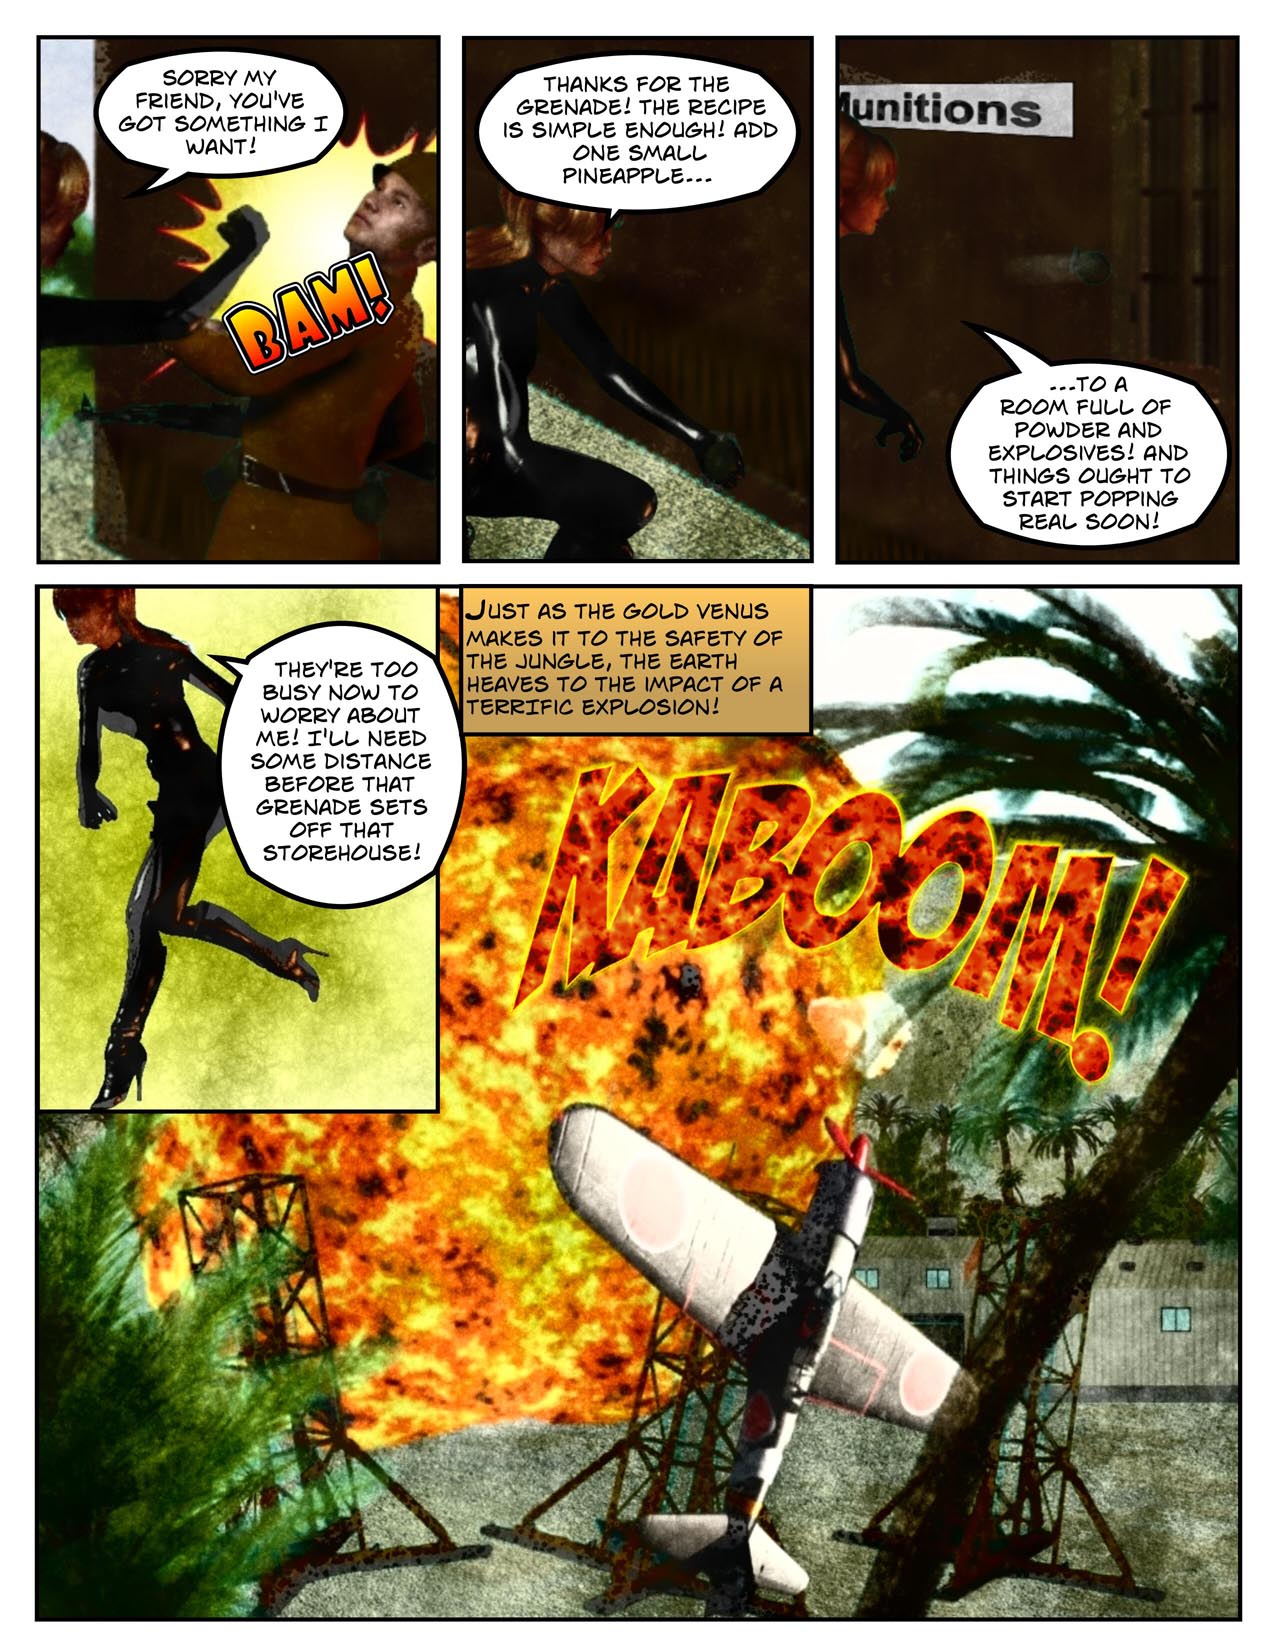 SORRY MY
FRIEND, YOU'VE
GOT SOMETHING I
WANT!
BAM!
THANKS FOR THE
GRENADE! THE RECIPE
IS SIMPLE ENOUGH! ADD
ONE SMALL
PINEAPPLE...
Munitions
...TO A
ROOM FULL OF
POWDER AND
EXPLOSIVES! AND
THINGS OUGHT TO
START POPPING
REAL SOON!
THEY'RE TOO
BUSY NOW TO
WORRY ABOUT
ME! I'LL NEED
SOME DISTANCE
BEFORE THAT
GRENADE SETS
OFF THAT
STOREHOUSE!
JUST AS THE GOLD VENUS
MAKES IT TO THE SAFETY OF
THE JUNGLE, THE EARTH
HEAVES TO THE IMPACT OF A
TERRIFIC EXPLOSION!
KABOOM!